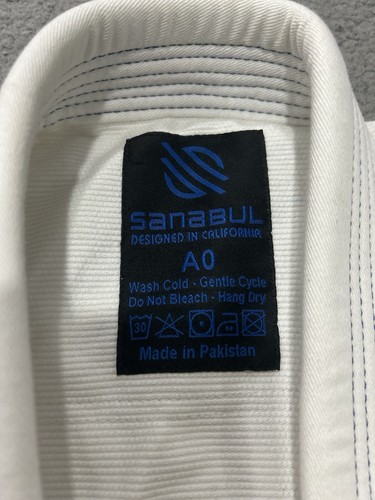 SanaBUL
DESIGNED IN CALIFORNIA
A0
Wash Cold - Gentle Cycle
Do Not Bleach - Hang Dry
30
Made in Pakistan